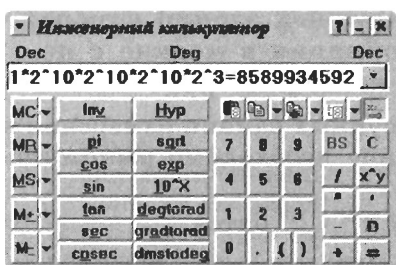 Инженерный калькулятор ? - ×
Dec Deg Dec
1*2^10*2^10*2^10*2^3=8589934592
MC Inv Hyp
MR pi sqrt 7 8 9 BS C
cos exp
MS sin 10^X 4 5 6 / x^y
M+ tan degtorad 1 2 3 * '
sec gradtorad - D
M- cosec dmstodeg 0 . ( ) + =